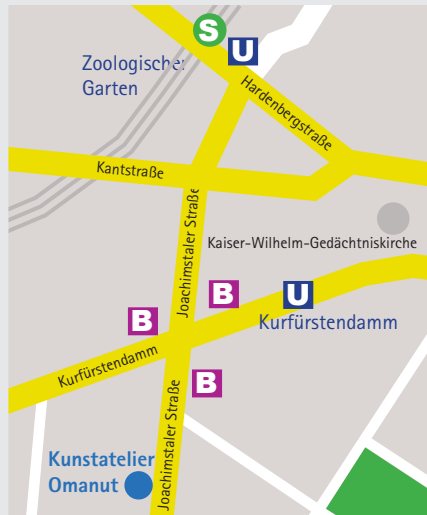 S
U
Zoologischer
Garten
Hardenbergstraße
Kantstraße
Joachimstaler Straße
Kaiser-Wilhelm-Gedächtniskirche
B
B
U
Kurfürstendamm
Kurfürstendamm
B
Joachimstaler Straße
Kunstatelier
Omanut